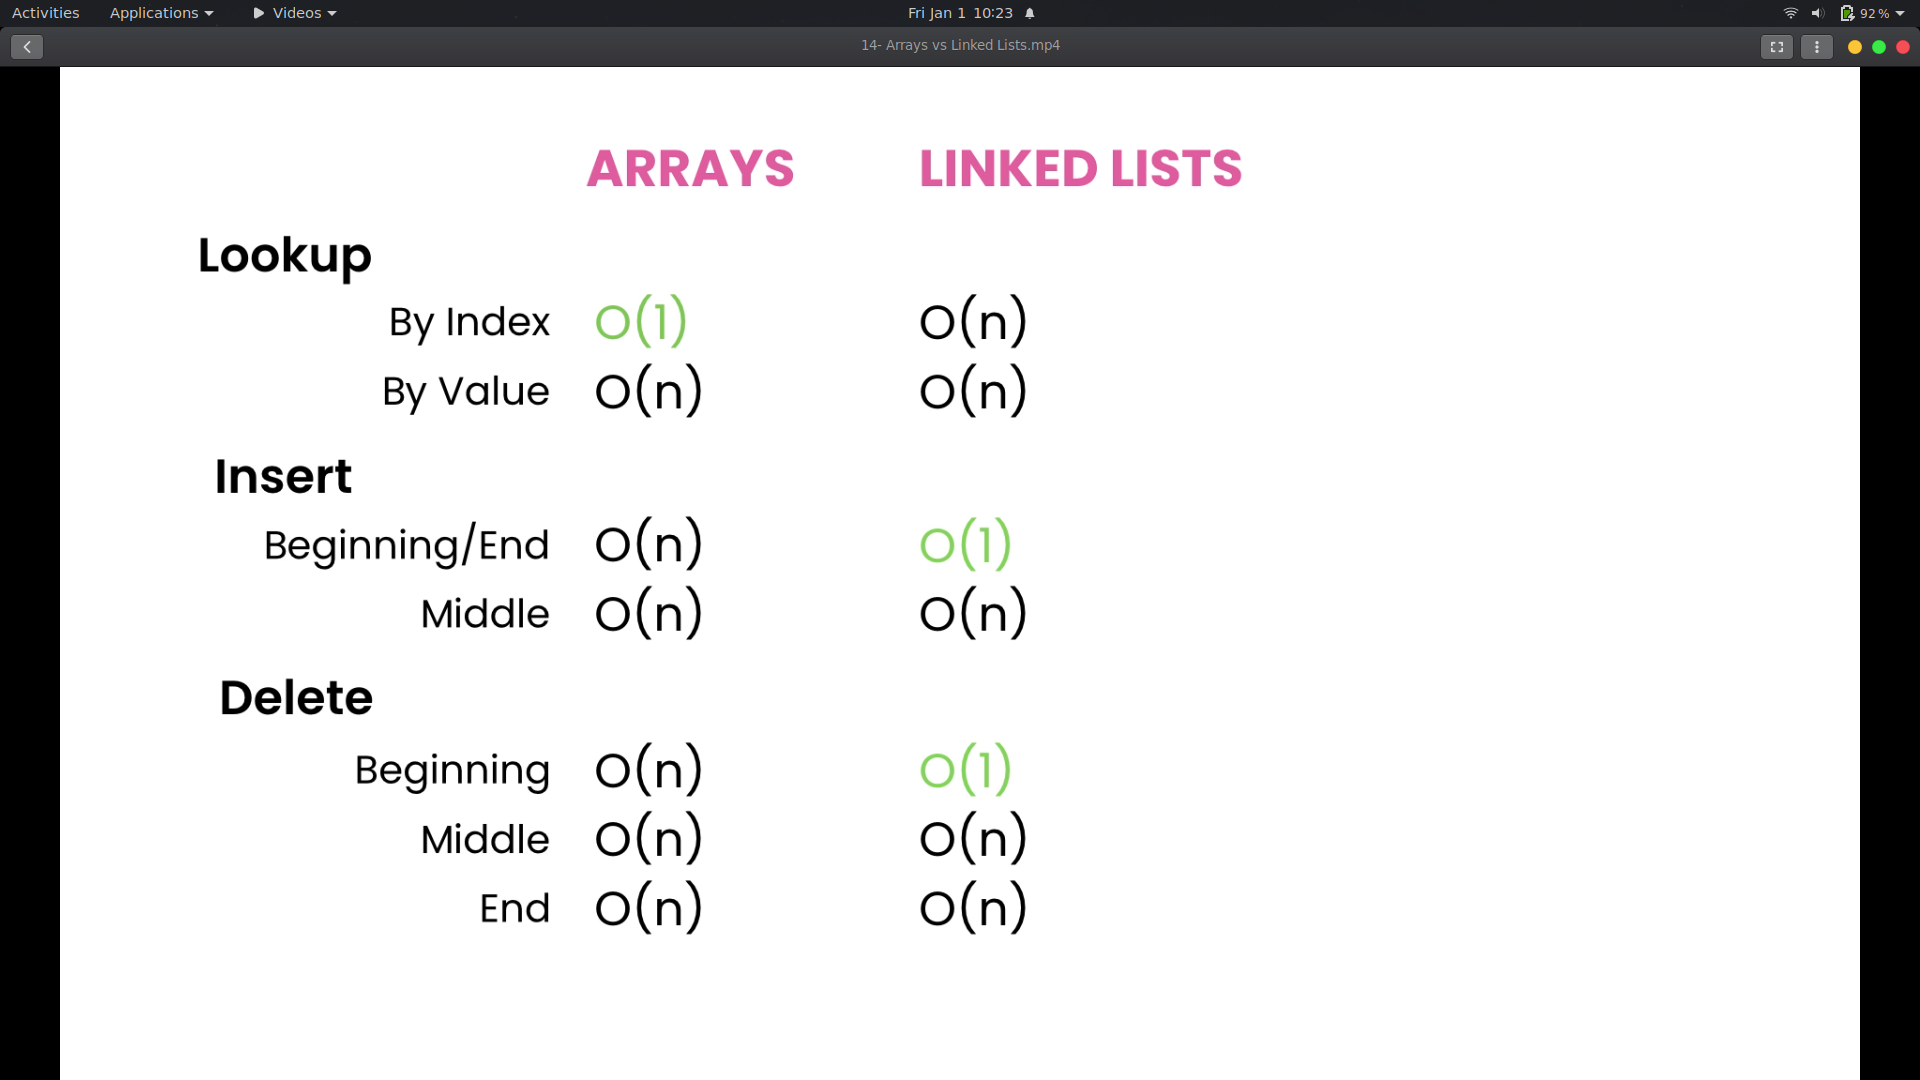 Activities Applications Videos Fri Jan 1 10:23 92 %
14- Arrays vs Linked Lists.mp4
ARRAYS LINKED LISTS
Lookup
By Index O(1) O(n)
By Value O(n) O(n)
Insert
Beginning/End O(n) O(1)
Middle O(n) O(n)
Delete
Beginning O(n) O(1)
Middle O(n) O(n)
End O(n) O(n)